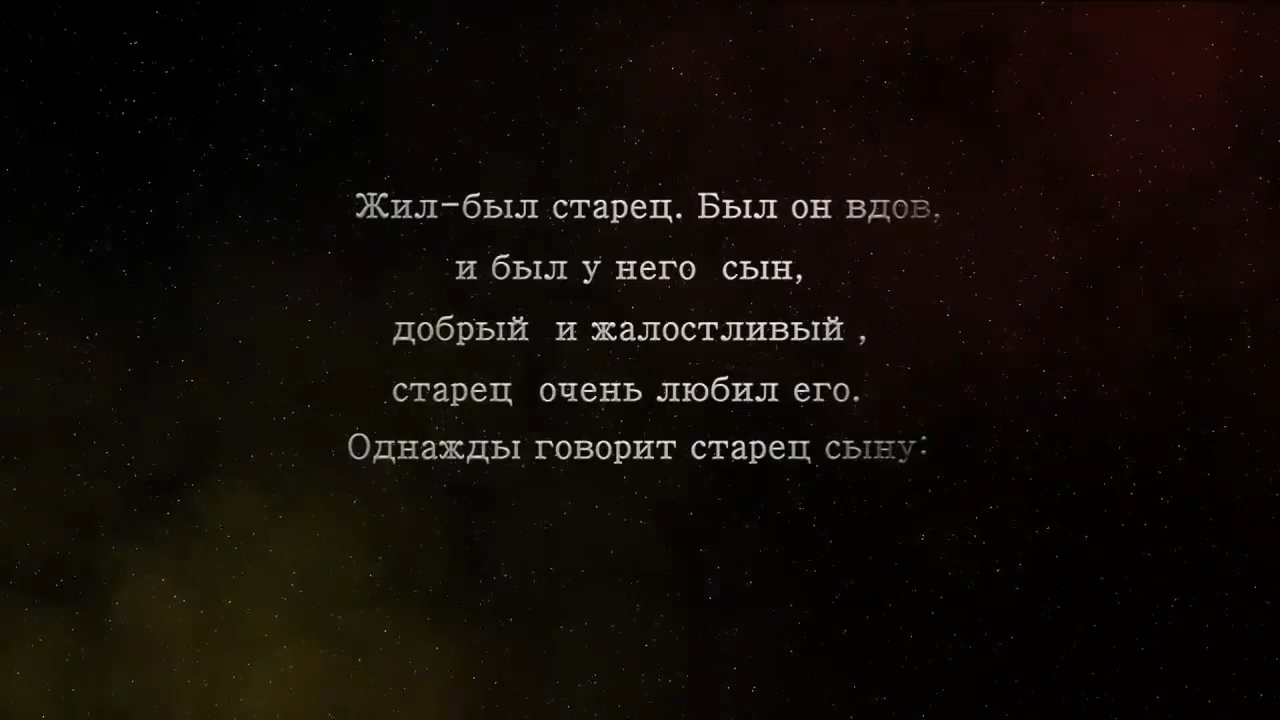 Жил-был старец. Был он вдов,
и был у него сын,
добрый и жалостливый ,
старец очень любил его.
Однажды говорит старец сыну: